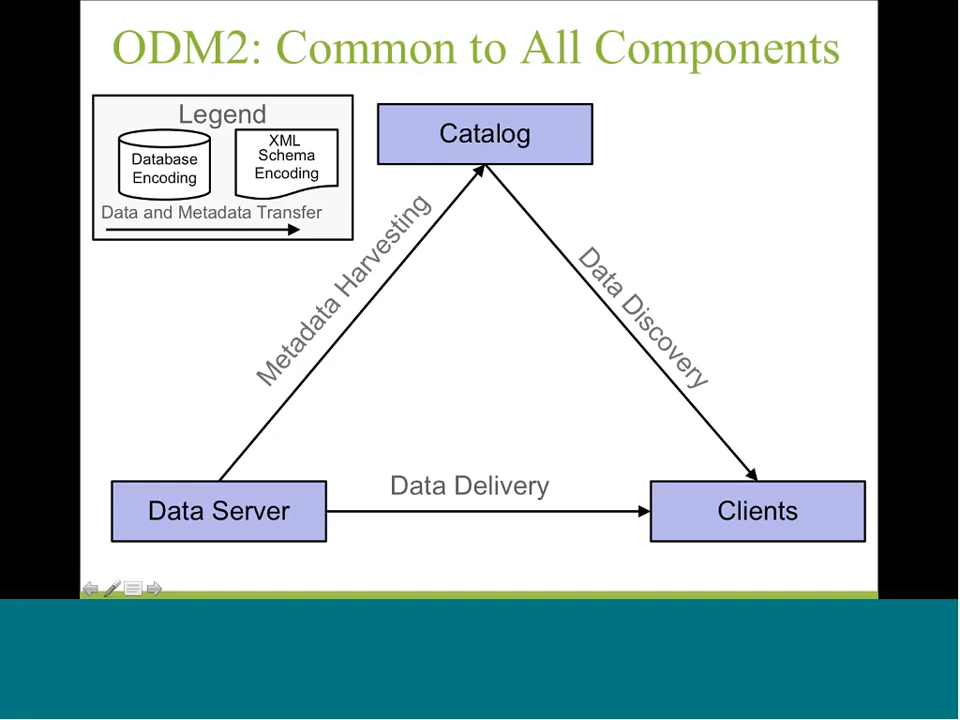 ODM2: Common to All Components
Legend
Database
Encoding
XML
Schema
Encoding
Data and Metadata Transfer
Catalog
Metadata Harvesting
Data Discovery
Data Server
Data Delivery
Clients